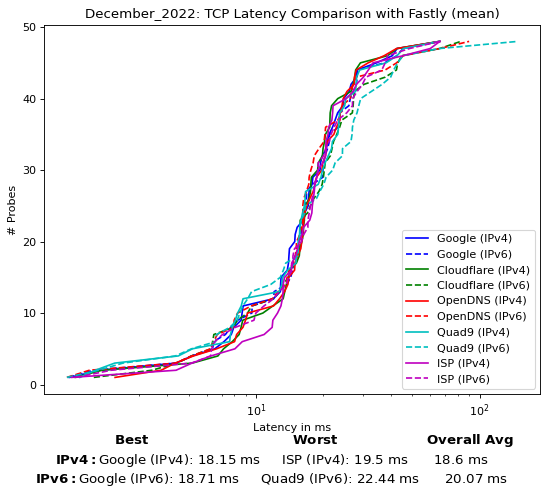 December_2022: TCP Latency Comparison with Fastly (mean)
50
40
30
20
10
0
# Probes
10^1
10^2
Latency in ms
Google (IPv4)
Google (IPv6)
Cloudflare (IPv4)
Cloudflare (IPv6)
OpenDNS (IPv4)
OpenDNS (IPv6)
Quad9 (IPv4)
Quad9 (IPv6)
ISP (IPv4)
ISP (IPv6)
Best Worst Overall Avg
IPv4: Google (IPv4): 18.15 ms ISP (IPv4): 19.5 ms 18.6 ms
IPv6: Google (IPv6): 18.71 ms Quad9 (IPv6): 22.44 ms 20.07 ms